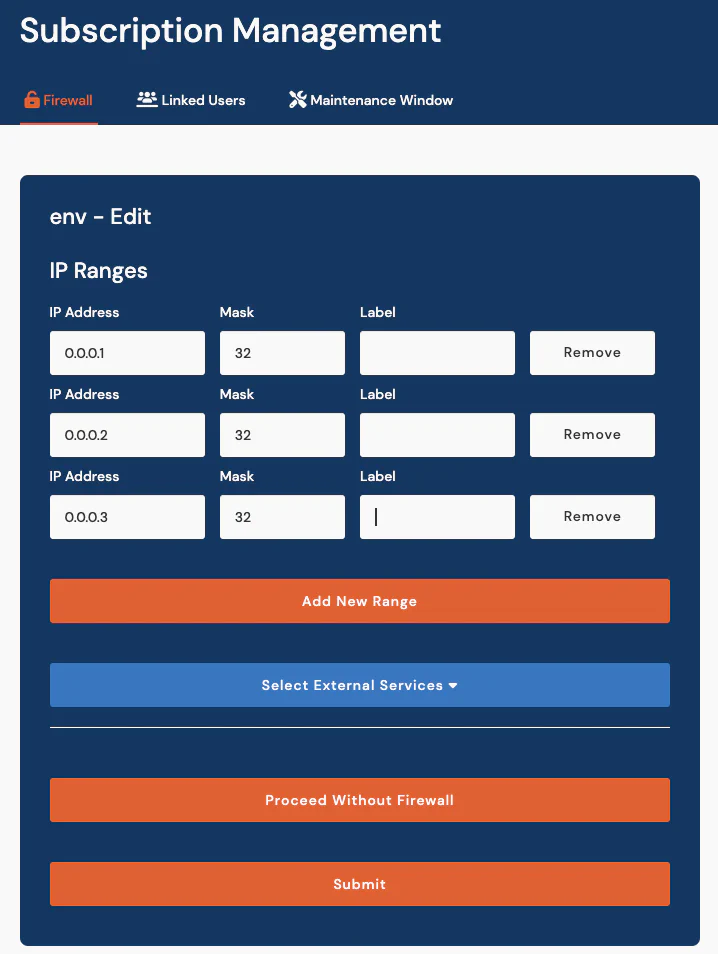 Subscription Management
Firewall Linked Users Maintenance Window
env - Edit
IP Ranges
IP Address Mask Label
0.0.0.1 32 Remove
IP Address Mask Label
0.0.0.2 32 Remove
IP Address Mask Label
0.0.0.3 32 Remove
Add New Range
Select External Services
Proceed Without Firewall
Submit